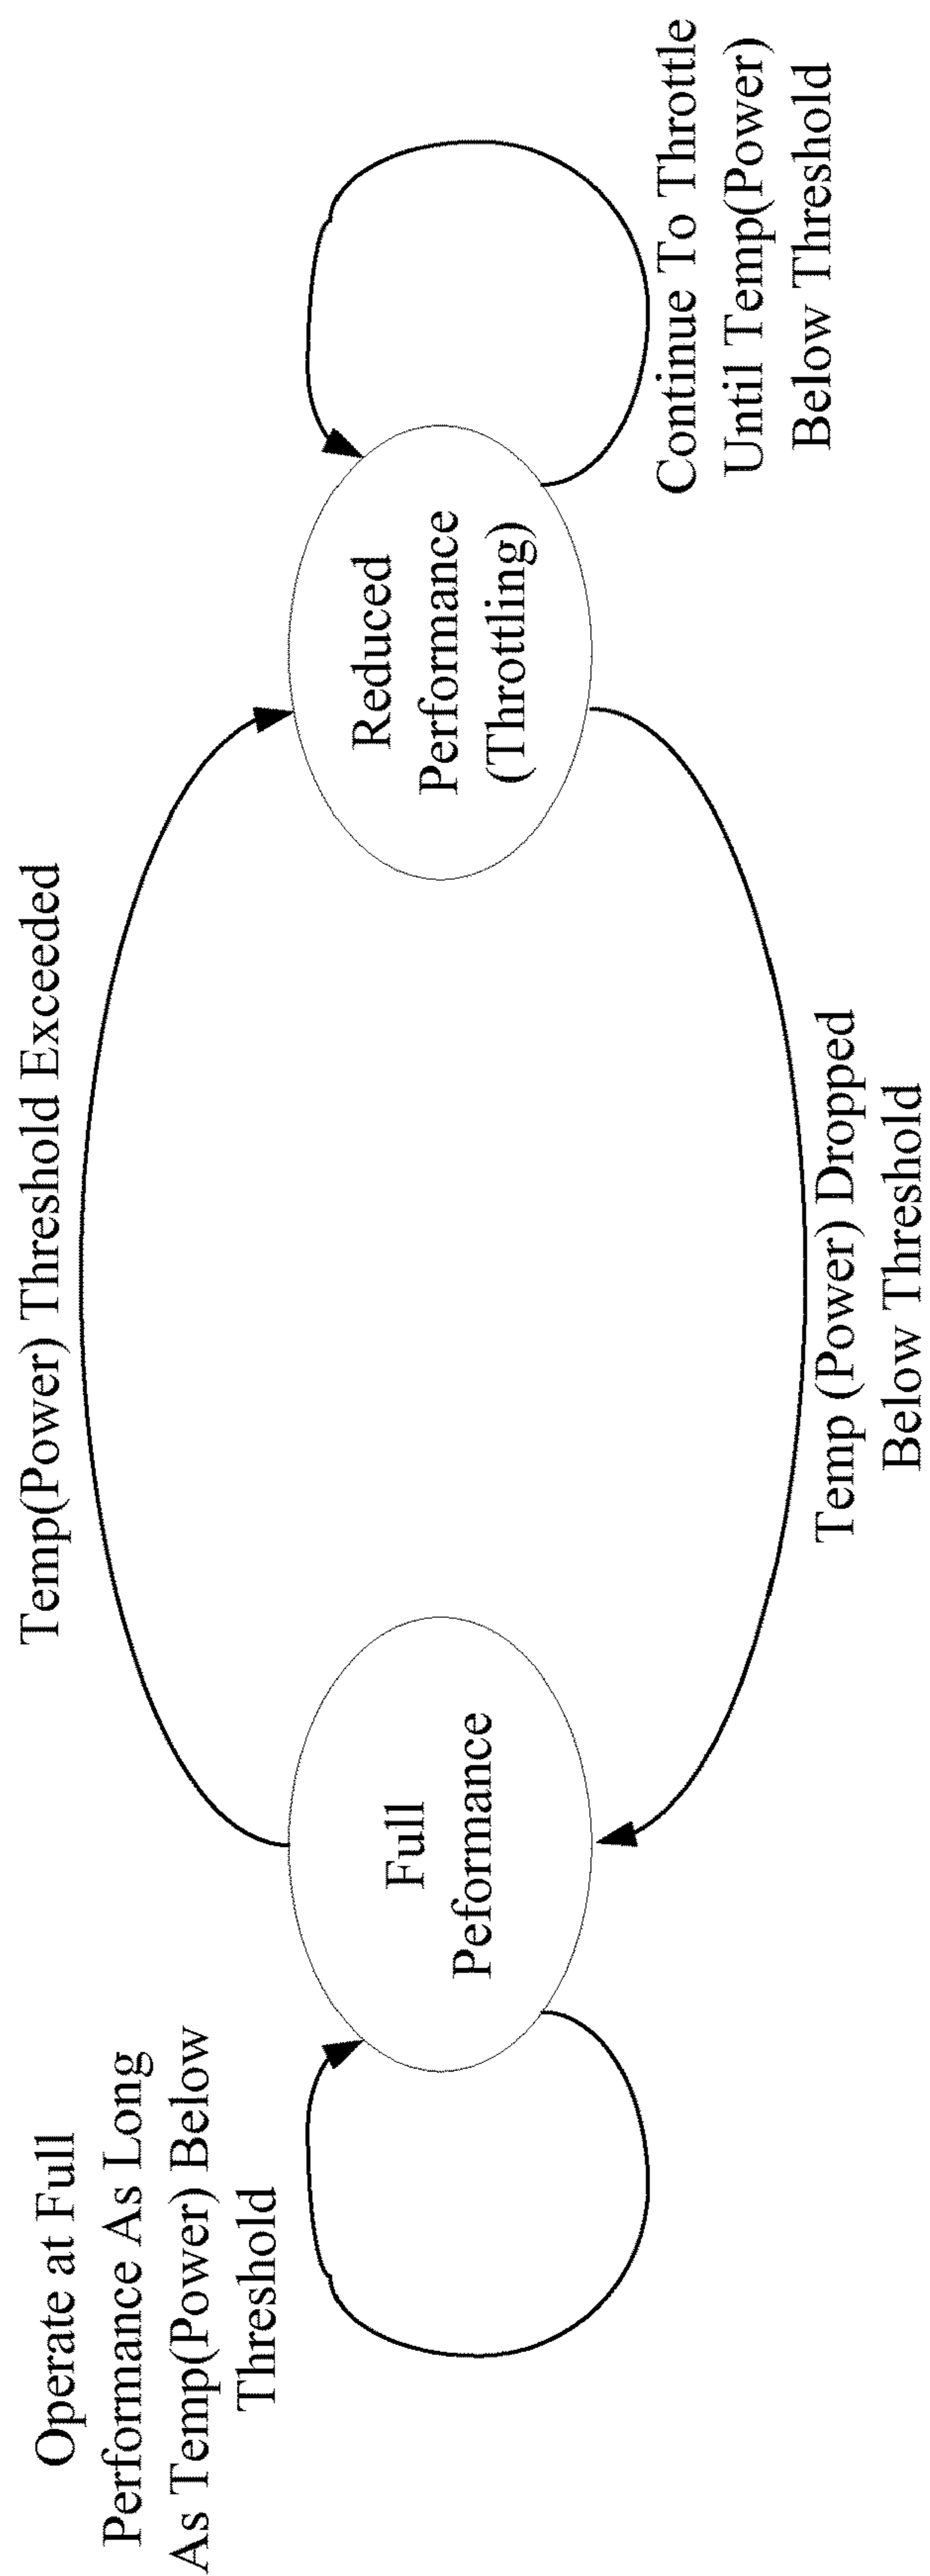 Temp(Power) Threshold Exceeded
Operate at Full
Performance As Long
As Temp(Power) Below
Threshold
Full
Peformance
Reduced
Performance
(Throttling)
Continue To Throttle
Until Temp(Power)
Below Threshold
Temp (Power) Dropped
Below Threshold